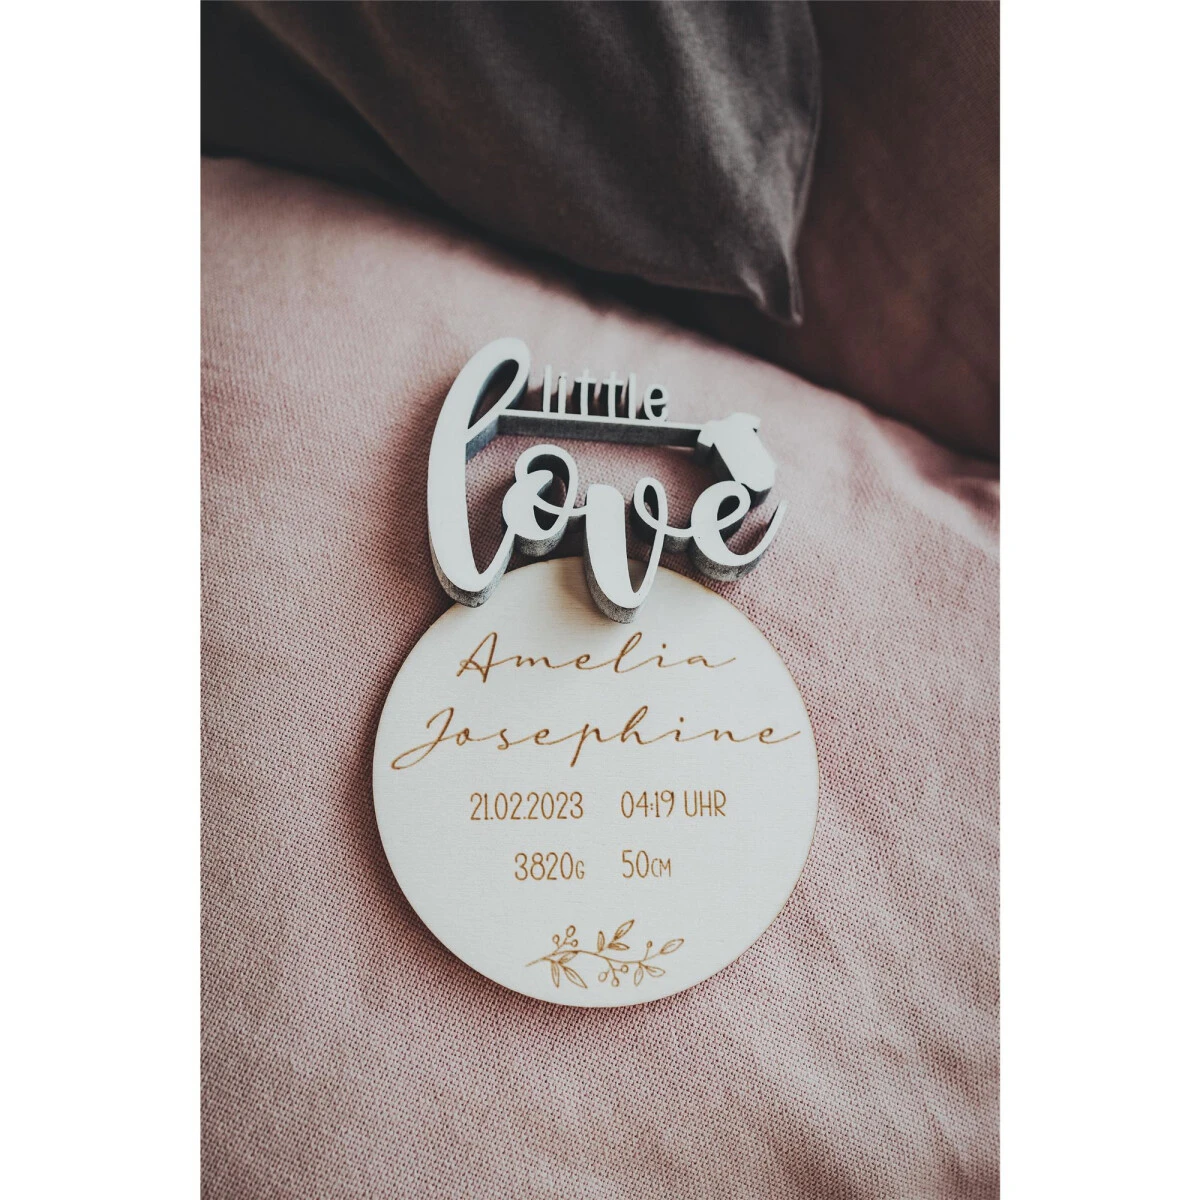 little
love
Amelia
Josephine
21.02.2023 04:19 UHR
3820G 50CM